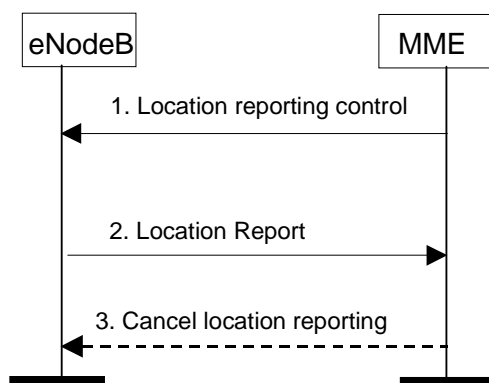 eNodeB
MME
1. Location reporting control
2. Location Report
3. Cancel location reporting